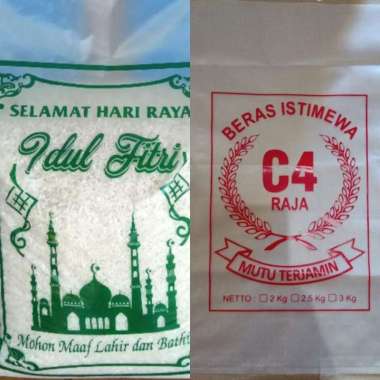 SELAMAT HARI RAYA
Idul Fitri
Mohon Maaf Lahir dan Bathi
BERAS ISTIMEWA
C4
RAJA
MUTU TERJAMIN
NETTO : 2 Kg 2,5 Kg 3 Kg